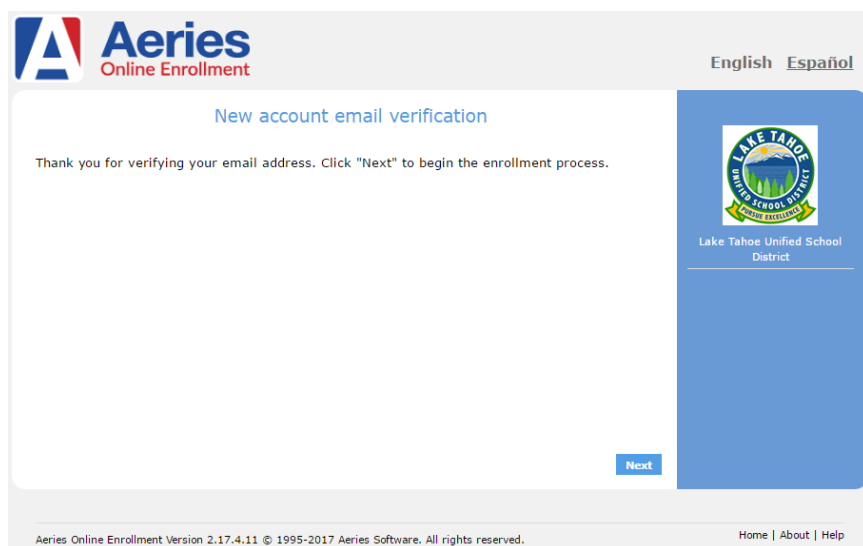 Aeries
Online Enrollment
English Español
New account email verification
Thank you for verifying your email address. Click "Next" to begin the enrollment process.
LAKE TAHOE
UNIFIED SCHOOL DISTRICT
PURSUE EXCELLENCE
Lake Tahoe Unified School
District
Next
Aeries Online Enrollment Version 2.17.4.11 © 1995-2017 Aeries Software. All rights reserved.
Home | About | Help